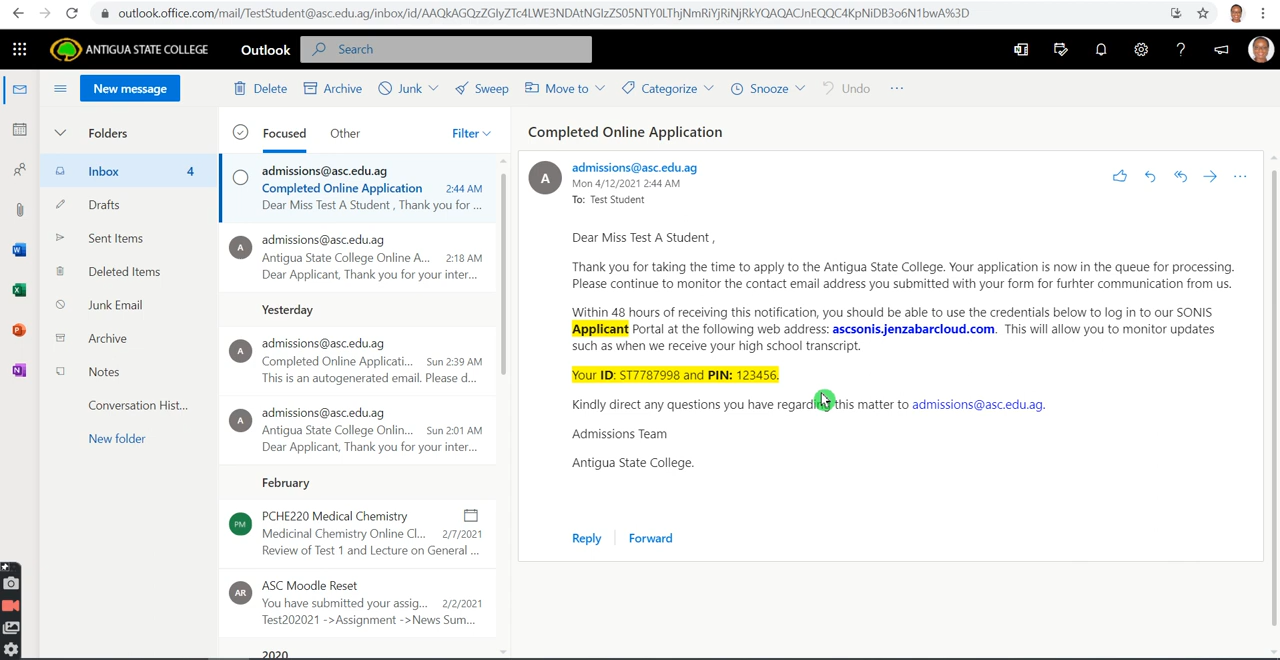 outlook.office.com/mail/TestStudent@asc.edu.ag/inbox/id/AAQkAGQzZGIyZTc4LWE3NDAtNGIzZS05NTY0LThjNmRiYjRiNjRkYQAQACJnEQQC4KpNiDB3o6N1bwA%3D
ANTIGUA STATE COLLEGE
Outlook
Search
New message
Delete
Archive
Junk
Sweep
Move to
Categorize
Snooze
Undo
Folders
Inbox 4
Drafts
Sent Items
Deleted Items
Junk Email
Archive
Notes
Conversation Hist...
New folder
Focused
Other
Filter
admissions@asc.edu.ag
Completed Online Application 2:44 AM
Dear Miss Test A Student , Thank you for ...
A
admissions@asc.edu.ag
Antigua State College Online A... 2:18 AM
Dear Applicant, Thank you for your inter...
Yesterday
A
admissions@asc.edu.ag
Completed Online Applicati... Sun 2:39 AM
This is an autogenerated email. Please d...
A
admissions@asc.edu.ag
Antigua State College Onlin... Sun 2:01 AM
Dear Applicant, Thank you for your inter...
February
PM
PCHE220 Medical Chemistry
Medicinal Chemistry Online Cl... 2/7/2021
Review of Test 1 and Lecture on General ...
AR
ASC Moodle Reset
You have submitted your assig... 2/2/2021
Test202021 ->Assignment ->News Sum...
2020
Completed Online Application
A
admissions@asc.edu.ag
Mon 4/12/2021 2:44 AM
To: Test Student
Dear Miss Test A Student ,
Thank you for taking the time to apply to the Antigua State College. Your application is now in the queue for processing.
Please continue to monitor the contact email address you submitted with your form for furhter communication from us.
Within 48 hours of receiving this notification, you should be able to use the credentials below to log in to our SONIS
Applicant Portal at the following web address: ascsonis.jenzabarcloud.com. This will allow you to monitor updates
such as when we receive your high school transcript.
Your ID: ST7787998 and PIN: 123456.
Kindly direct any questions you have regarding this matter to admissions@asc.edu.ag.
Admissions Team
Antigua State College.
Reply
Forward